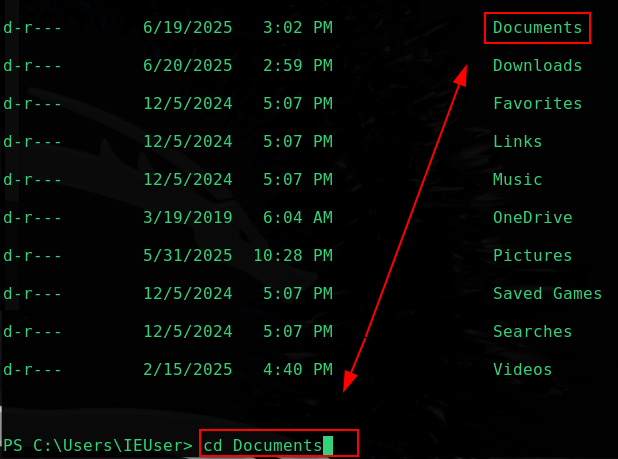 d-r--- 6/19/2025 3:02 PM Documents
d-r--- 6/20/2025 2:59 PM Downloads
d-r--- 12/5/2024 5:07 PM Favorites
d-r--- 12/5/2024 5:07 PM Links
d-r--- 12/5/2024 5:07 PM Music
d-r--- 3/19/2019 6:04 AM OneDrive
d-r--- 5/31/2025 10:28 PM Pictures
d-r--- 12/5/2024 5:07 PM Saved Games
d-r--- 12/5/2024 5:07 PM Searches
d-r--- 2/15/2025 4:40 PM Videos
PS C:\Users\IEUser> cd Documents